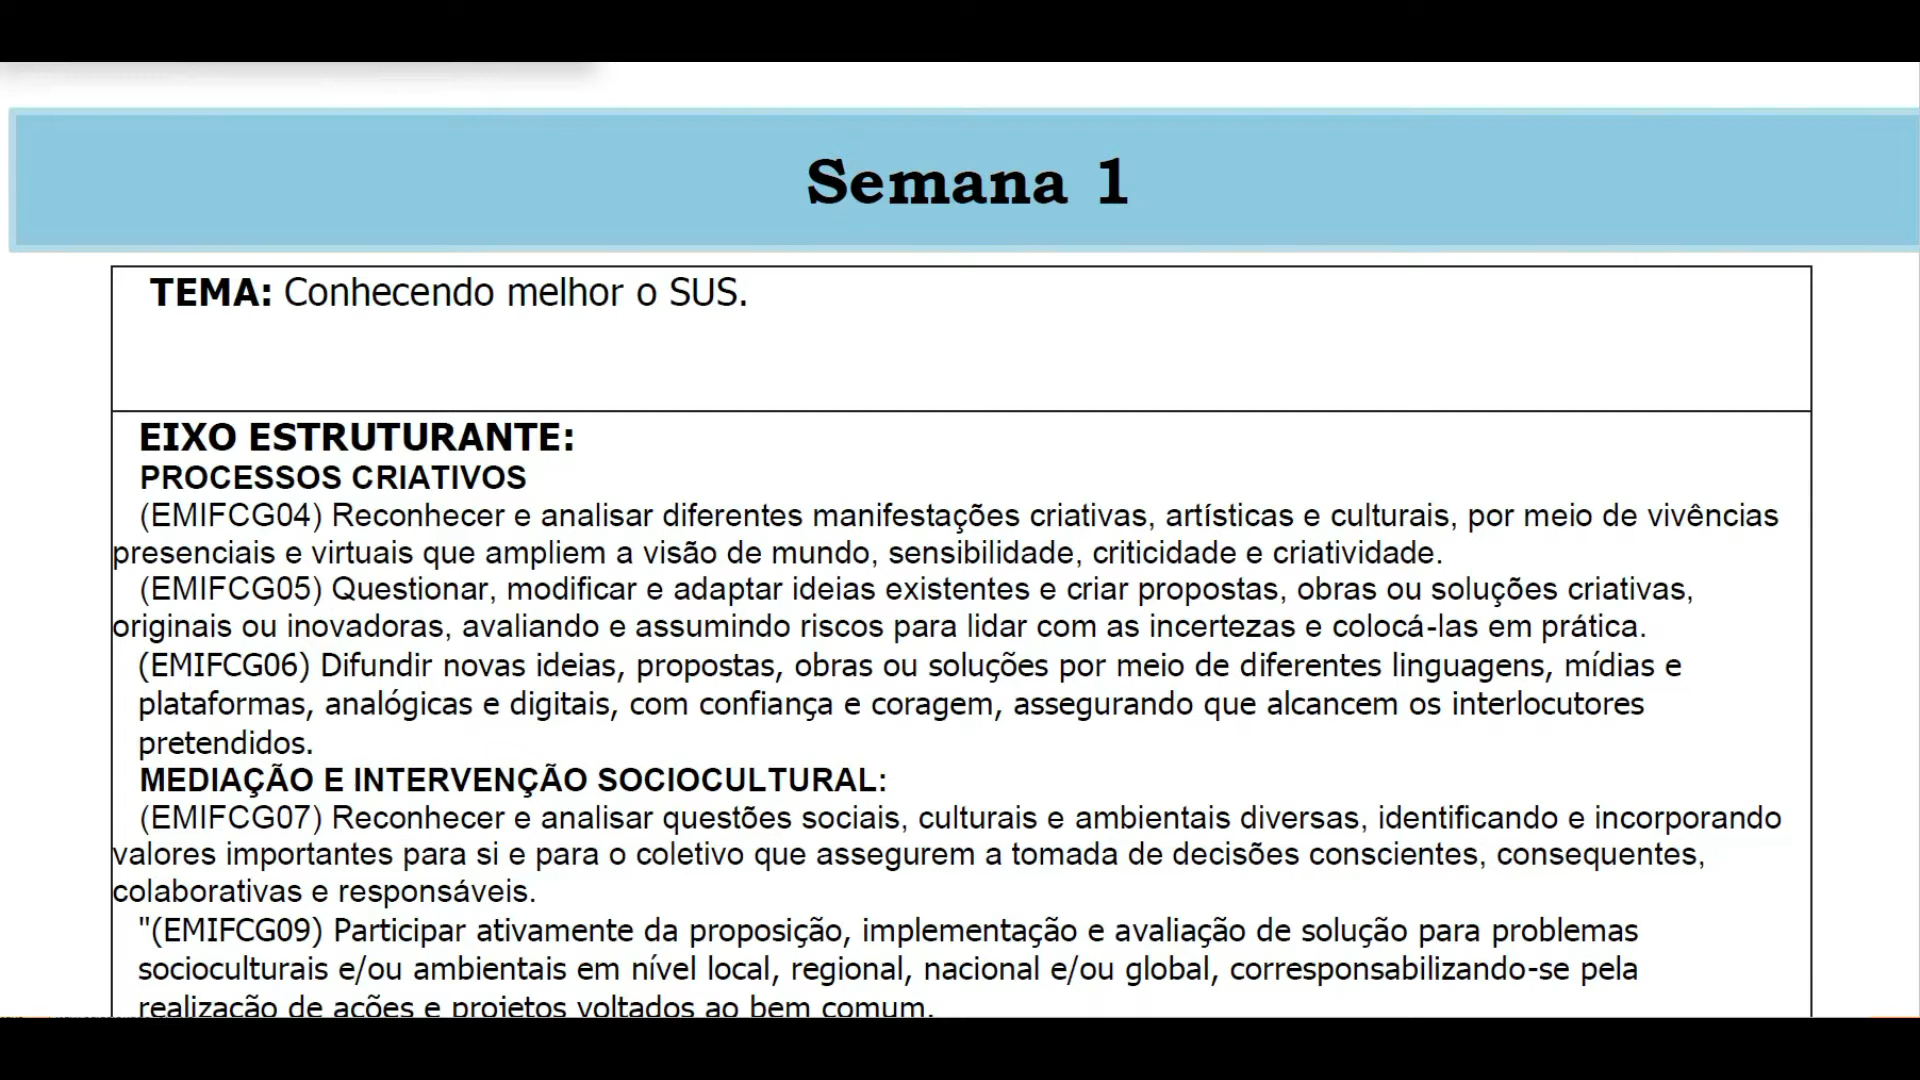 Semana 1
TEMA: Conhecendo melhor o SUS.
EIXO ESTRUTURANTE:
PROCESSOS CRIATIVOS
(EMIFCG04) Reconhecer e analisar diferentes manifestações criativas, artísticas e culturais, por meio de vivências
presenciais e virtuais que ampliem a visão de mundo, sensibilidade, criticidade e criatividade.
(EMIFCG05) Questionar, modificar e adaptar ideias existentes e criar propostas, obras ou soluções criativas,
originais ou inovadoras, avaliando e assumindo riscos para lidar com as incertezas e colocá-las em prática.
(EMIFCG06) Difundir novas ideias, propostas, obras ou soluções por meio de diferentes linguagens, mídias e
plataformas, analógicas e digitais, com confiança e coragem, assegurando que alcancem os interlocutores
pretendidos.
MEDIAÇÃO E INTERVENÇÃO SOCIOCULTURAL:
(EMIFCG07) Reconhecer e analisar questões sociais, culturais e ambientais diversas, identificando e incorporando
valores importantes para si e para o coletivo que assegurem a tomada de decisões conscientes, consequentes,
colaborativas e responsáveis.
"(EMIFCG09) Participar ativamente da proposição, implementação e avaliação de solução para problemas
socioculturais e/ou ambientais em nível local, regional, nacional e/ou global, corresponsabilizando-se pela
realização de ações e projetos voltados ao bem comum.